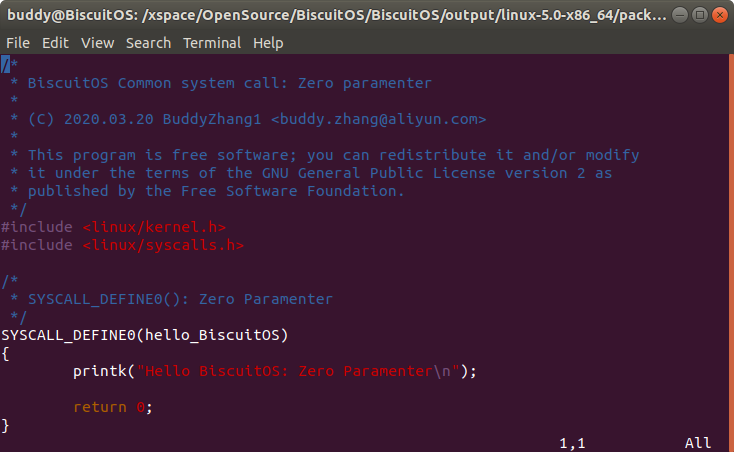 buddy@BiscuitOS: /xspace/OpenSource/BiscuitOS/BiscuitOS/output/linux-5.0-x86_64/pack...
File Edit View Search Terminal Help
/*
 * BiscuitOS Common system call: Zero paramenter
 *
 * (C) 2020.03.20 BuddyZhang1 <buddy.zhang@aliyun.com>
 *
 * This program is free software; you can redistribute it and/or modify
 * it under the terms of the GNU General Public License version 2 as
 * published by the Free Software Foundation.
 */
#include <linux/kernel.h>
#include <linux/syscalls.h>

/*
 * SYSCALL_DEFINE0(): Zero Paramenter
 */
SYSCALL_DEFINE0(hello_BiscuitOS)
{
        printk("Hello BiscuitOS: Zero Paramenter\n");

        return 0;
}
1,1 All